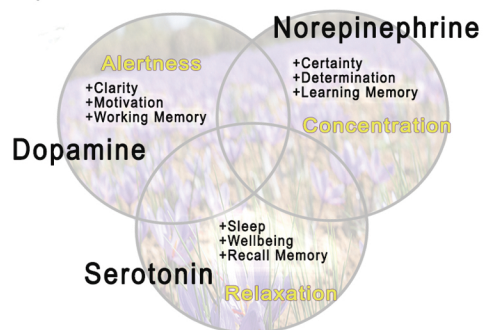 Norepinephrine
Alertness
+Clarity
+Motivation
+Working Memory
+Certainty
+Determination
+Learning Memory
Concentration
Dopamine
+Sleep
+Wellbeing
+Recall Memory
Serotonin
Relaxation